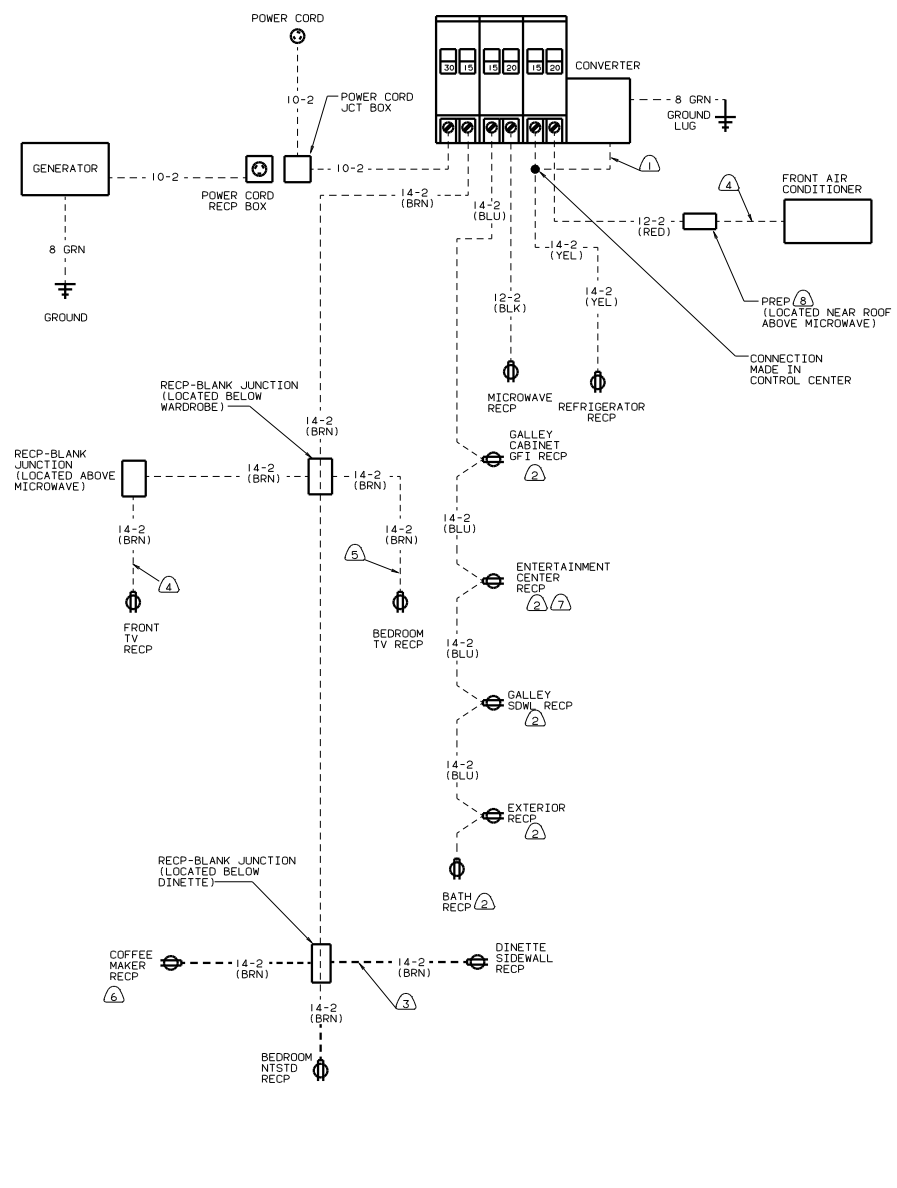 POWER CORD
30 15 15 20 15 20
CONVERTER
10-2
POWER CORD
JCT BOX
8 GRN
GROUND
LUG
GENERATOR
10-2
POWER CORD
RECP BOX
10-2
1
14-2
(BRN)
14-2
(BLU)
4
FRONT AIR
CONDITIONER
12-2
(RED)
8 GRN
GROUND
14-2
(YEL)
14-2
(YEL)
12-2
(BLK)
PREP 8
(LOCATED NEAR ROOF
ABOVE MICROWAVE)
CONNECTION
MADE IN
CONTROL CENTER
MICROWAVE
RECP
REFRIGERATOR
RECP
RECP-BLANK JUNCTION
(LOCATED BELOW
WARDROBE)
14-2
(BRN)
GALLEY
CABINET
GFI RECP
2
RECP-BLANK
JUNCTION
(LOCATED ABOVE
MICROWAVE)
14-2
(BRN)
14-2
(BRN)
14-2
(BRN)
14-2
(BRN)
14-2
(BLU)
5
4
ENTERTAINMENT
CENTER
RECP
2 7
FRONT
TV
RECP
BEDROOM
TV RECP
14-2
(BLU)
GALLEY
SDWL RECP
2
14-2
(BLU)
EXTERIOR
RECP
2
BATH
RECP 2
RECP-BLANK JUNCTION
(LOCATED BELOW
DINETTE)
COFFEE
MAKER
RECP
6
14-2
(BRN)
14-2
(BRN)
DINETTE
SIDEWALL
RECP
3
14-2
(BRN)
BEDROOM
NTSTD
RECP